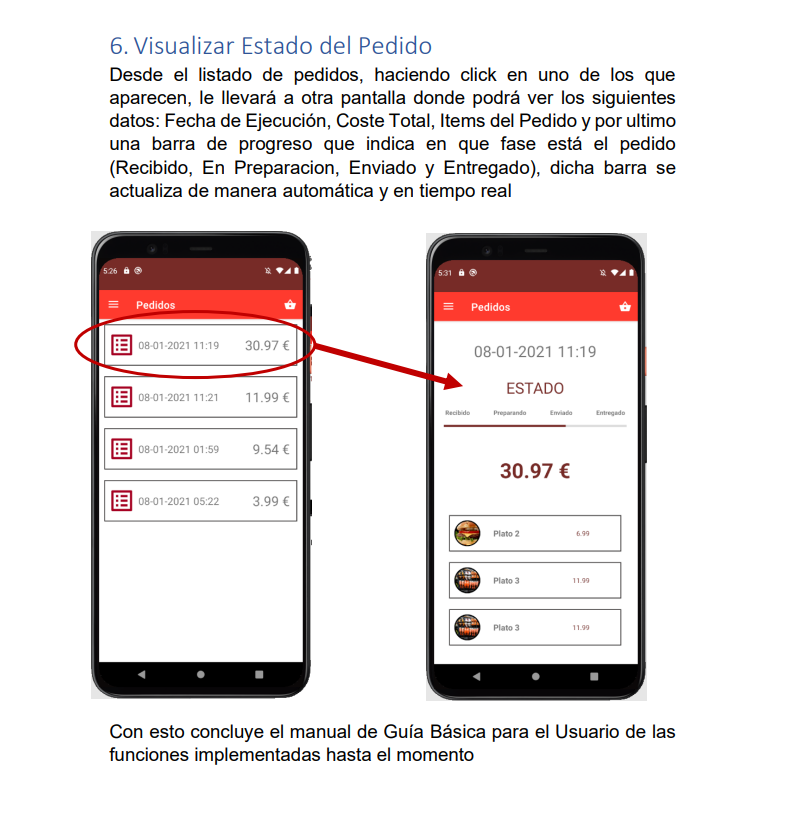 6. Visualizar Estado del Pedido
Desde el listado de pedidos, haciendo click en uno de los que
aparecen, le llevará a otra pantalla donde podrá ver los siguientes
datos: Fecha de Ejecución, Coste Total, Items del Pedido y por ultimo
una barra de progreso que indica en que fase está el pedido
(Recibido, En Preparacion, Enviado y Entregado), dicha barra se
actualiza de manera automática y en tiempo real
5:26
Pedidos
08-01-2021 11:19 30.97 €
08-01-2021 11:21 11.99 €
08-01-2021 01:59 9.54 €
08-01-2021 05:22 3.99 €
5:31
Pedidos
08-01-2021 11:19
ESTADO
Recibido Preparando Enviado Entregado
30.97 €
Plato 2 6.99
Plato 3 11.99
Plato 3 11.99
Con esto concluye el manual de Guía Básica para el Usuario de las
funciones implementadas hasta el momento